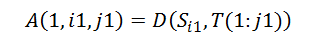 A(1,i1,j1) = D(S_{i1},T(1:j1))